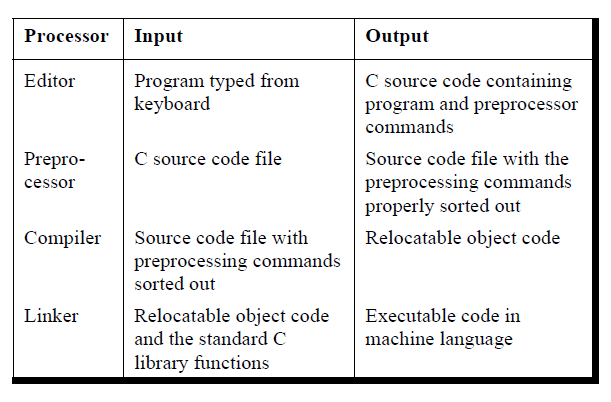 Processor Input Output
Editor Program typed from C source code containing
keyboard program and preprocessor
commands
Prepro- C source code file Source code file with the
cessor preprocessing commands
properly sorted out
Compiler Source code file with Relocatable object code
preprocessing commands
sorted out
Linker Relocatable object code Executable code in
and the standard C machine language
library functions